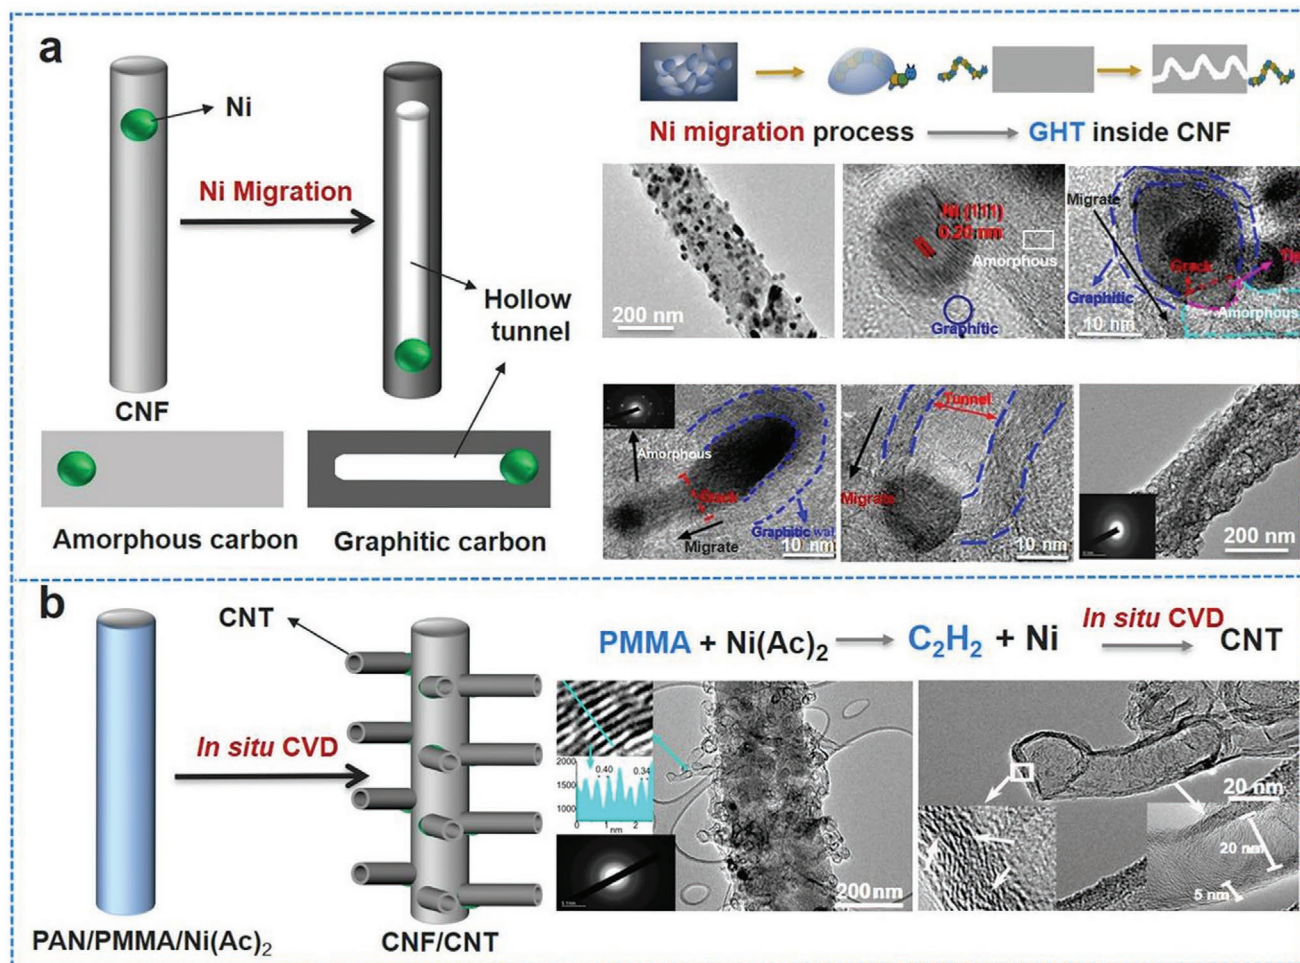 a
Ni
Ni Migration
Hollow
tunnel
CNF
Amorphous carbon
Graphitic carbon
Ni migration process
GHT inside CNF
200 nm
Ni (111)
0.20 nm
Amorphous
Graphitic
Migrate
Crack
Graphitic
Amorphous
10 nm
Amorphous
Crack
Graphitic wal
Migrate
10 nm
Tunnel
Migrate
10 nm
200 nm
b
CNT
In situ CVD
PAN/PMMA/Ni(Ac)2
CNF/CNT
PMMA + Ni(Ac)2
C2H2 + Ni
In situ CVD
CNT
2000
1500
1000
0.40
0.34
0 1 2
nm
200 nm
20 nm
20 nm
5 nm